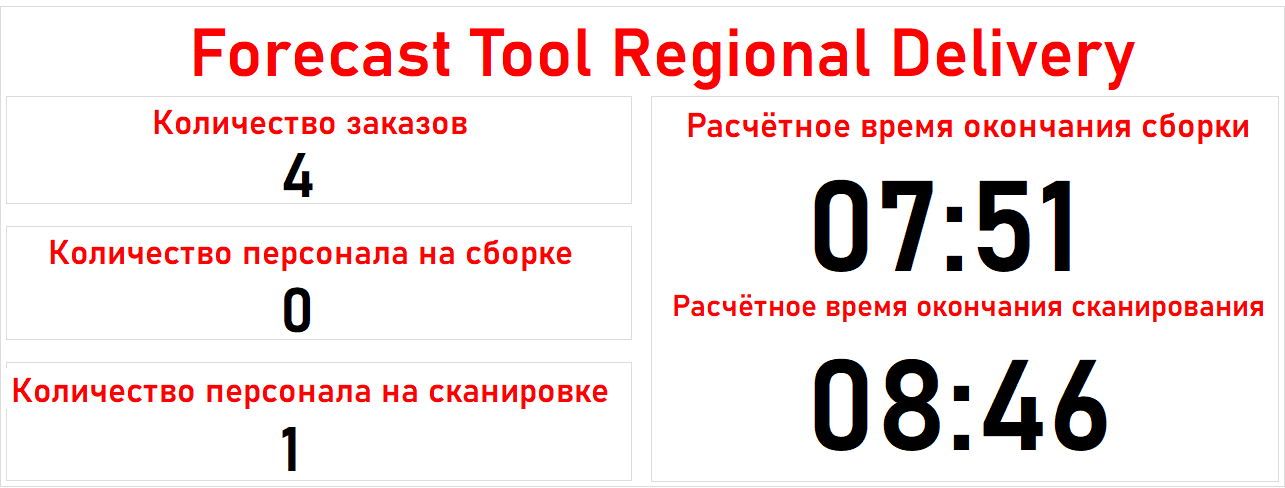 Forecast Tool Regional Delivery
Количество заказов
4
Количество персонала на сборке
0
Количество персонала на сканировке
1
Расчётное время окончания сборки
07:51
Расчётное время окончания сканирования
08:46